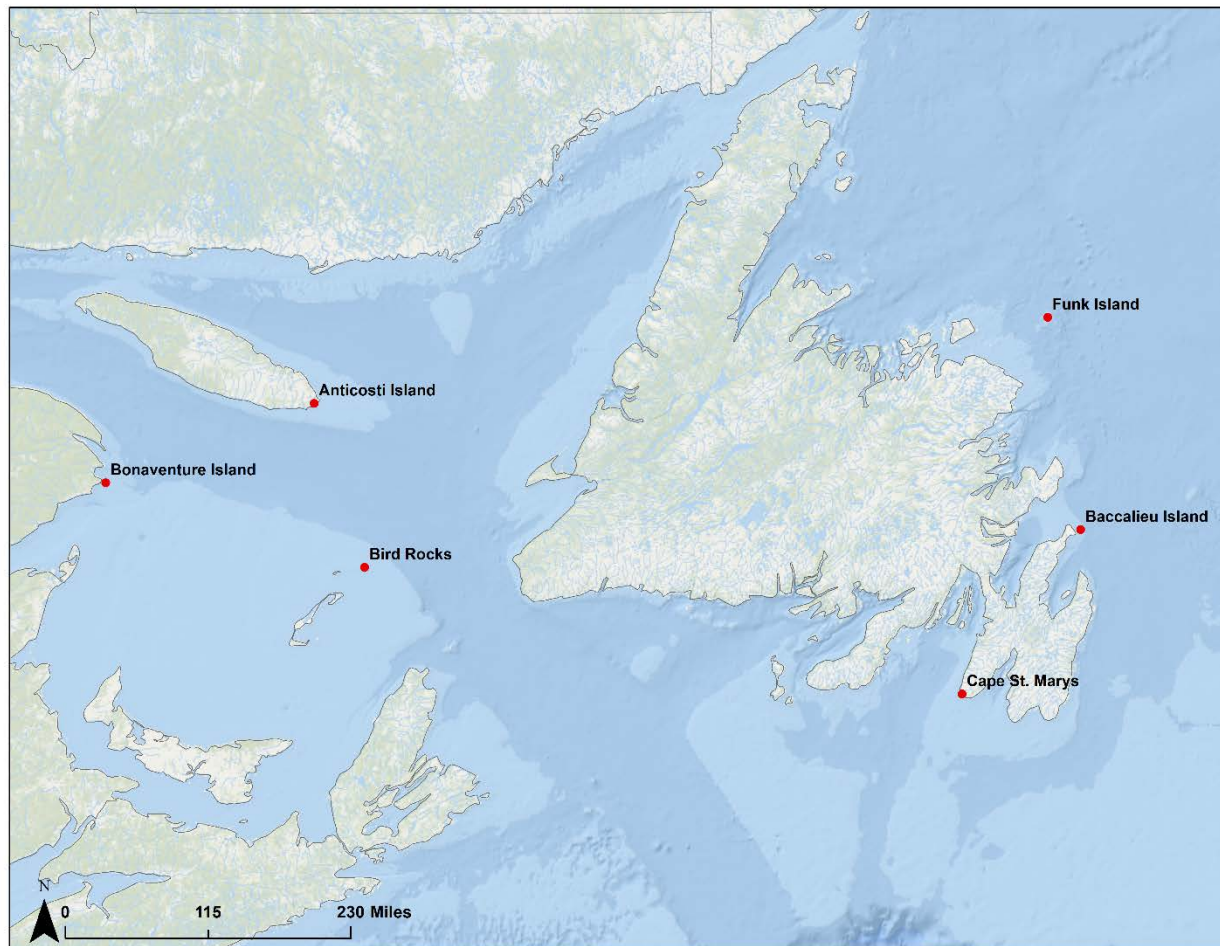 Funk Island
Anticosti Island
Bonaventure Island
Baccalieu Island
Bird Rocks
Cape St. Marys
N
0 115 230 Miles